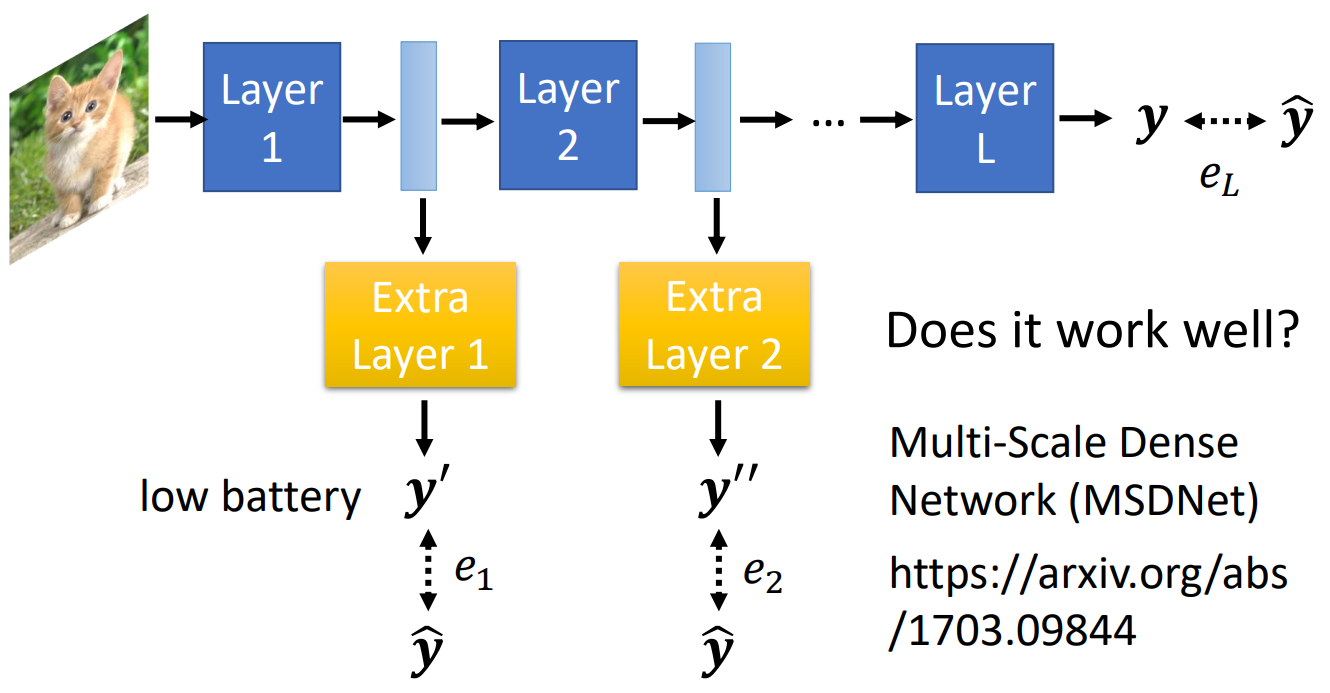 Layer
1
Layer
2
...
Layer
L
y
ŷ
e_L
Extra
Layer 1
Extra
Layer 2
Does it work well?
low battery
y′
y′′
e_1
e_2
ŷ
ŷ
Multi-Scale Dense
Network (MSDNet)
https://arxiv.org/abs
/1703.09844